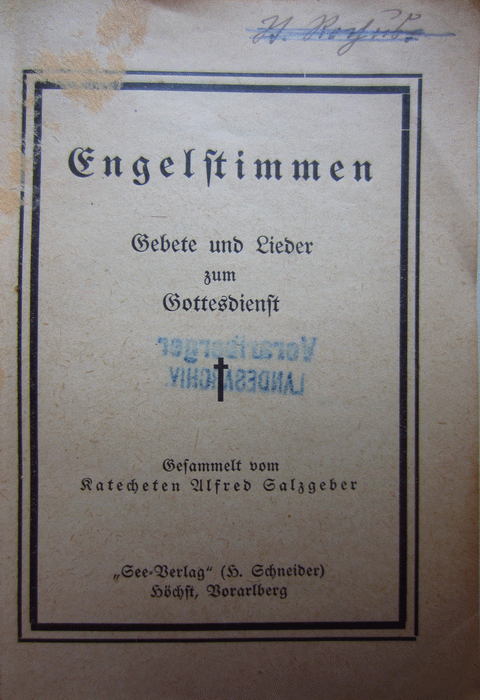 Engelstimmen
Gebete und Lieder
zum
Gottesdienst
Vorarlberger
LANDESARCHIV
Gesammelt vom
Katecheten Alfred Salzgeber
„See-Verlag“ (H. Schneider)
Höchst, Vorarlberg